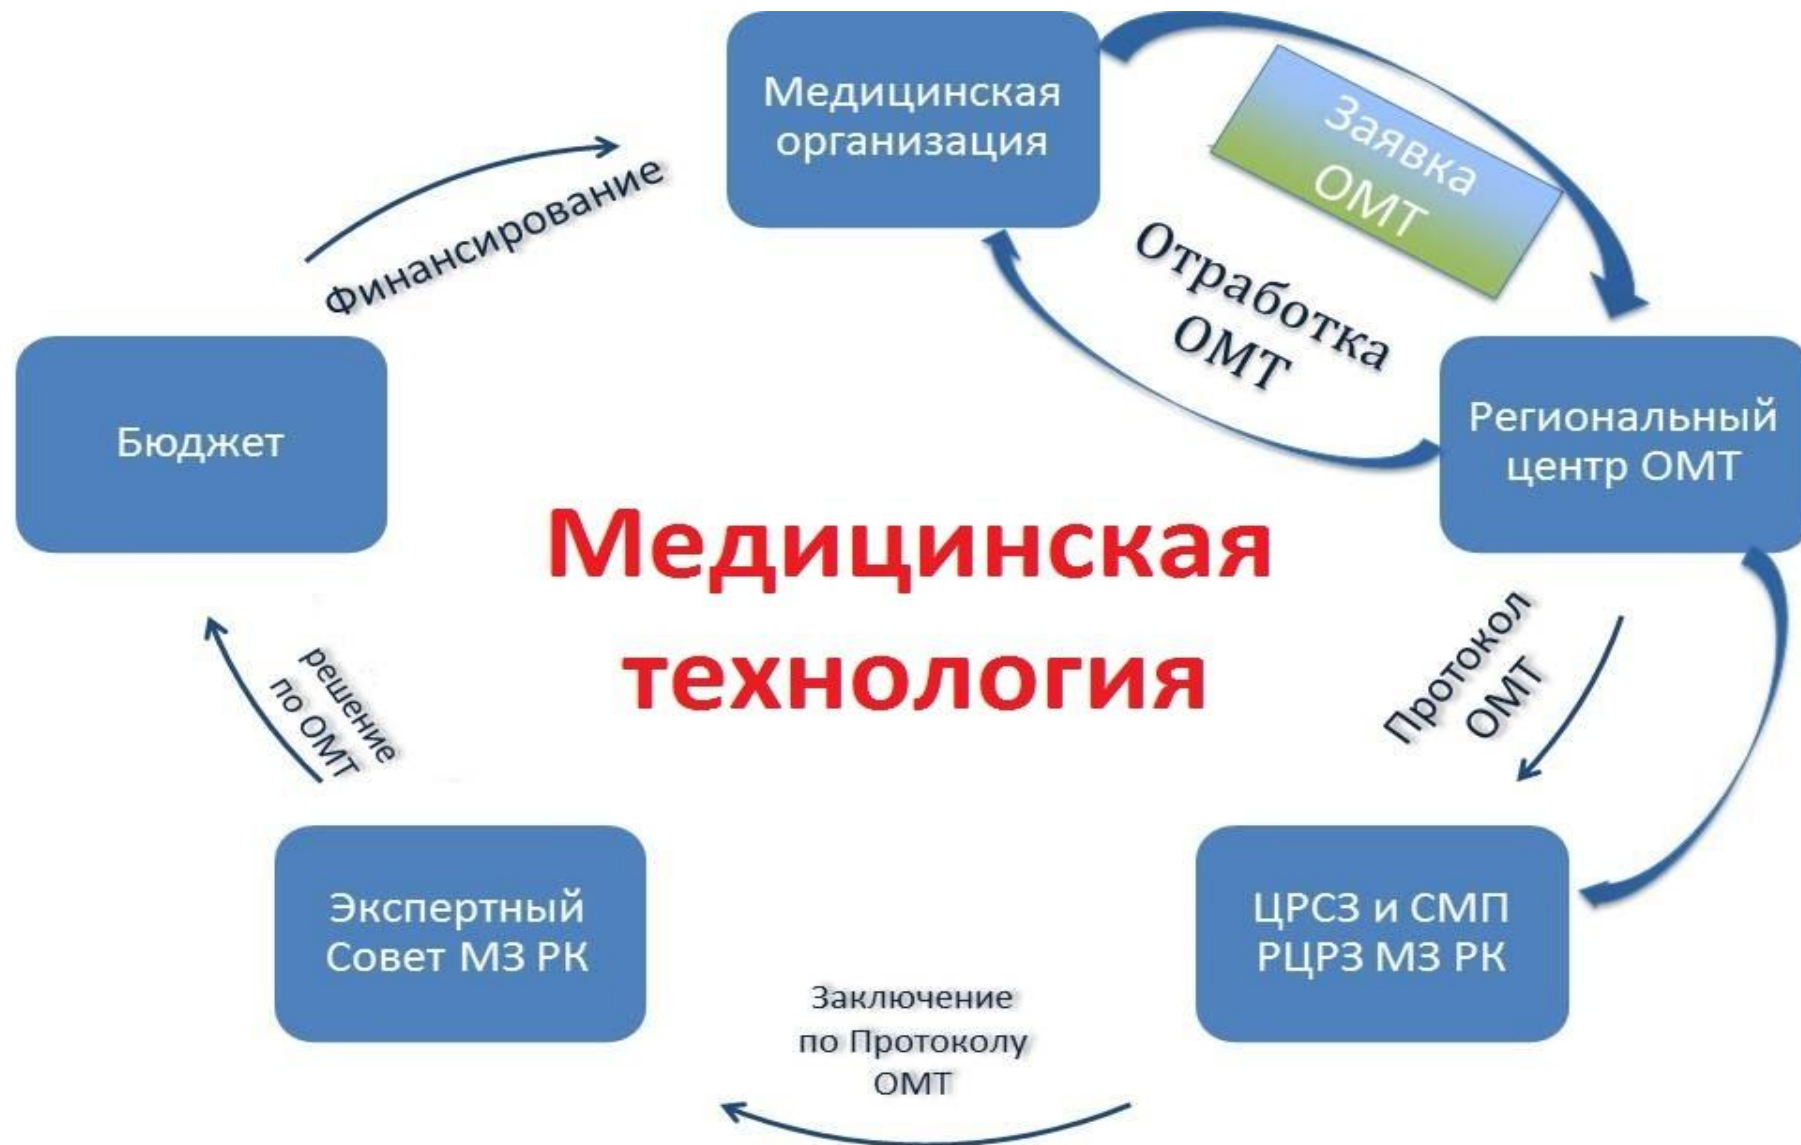 Медицинская
организация
Заявка
ОМТ
Отработка
ОМТ
Финансирование
Бюджет
Региональный
центр ОМТ
Медицинская
технология
Протокол
ОМТ
решение
по ОМТ
Экспертный
Совет МЗ РК
ЦРСЗ и СМП
РЦРЗ МЗ РК
Заключение
по Протоколу
ОМТ